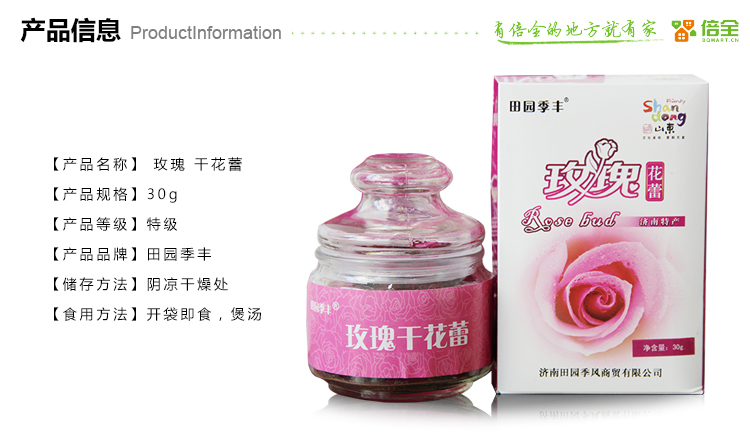 产品信息 ProductInformation
有倍全的地方就有家
倍全
BQMART.CN
【产品名称】 玫瑰 干花蕾
【产品规格】30g
【产品等级】特级
【产品品牌】田园季丰
【储存方法】阴凉干燥处
【食用方法】开袋即食，煲汤
田园季丰®
玫瑰干花蕾
田园季丰®
Friendly
Shandong
山东
玫瑰
花蕾
Rose bud
济南特产
净含量：30g
济南田园季风商贸有限公司